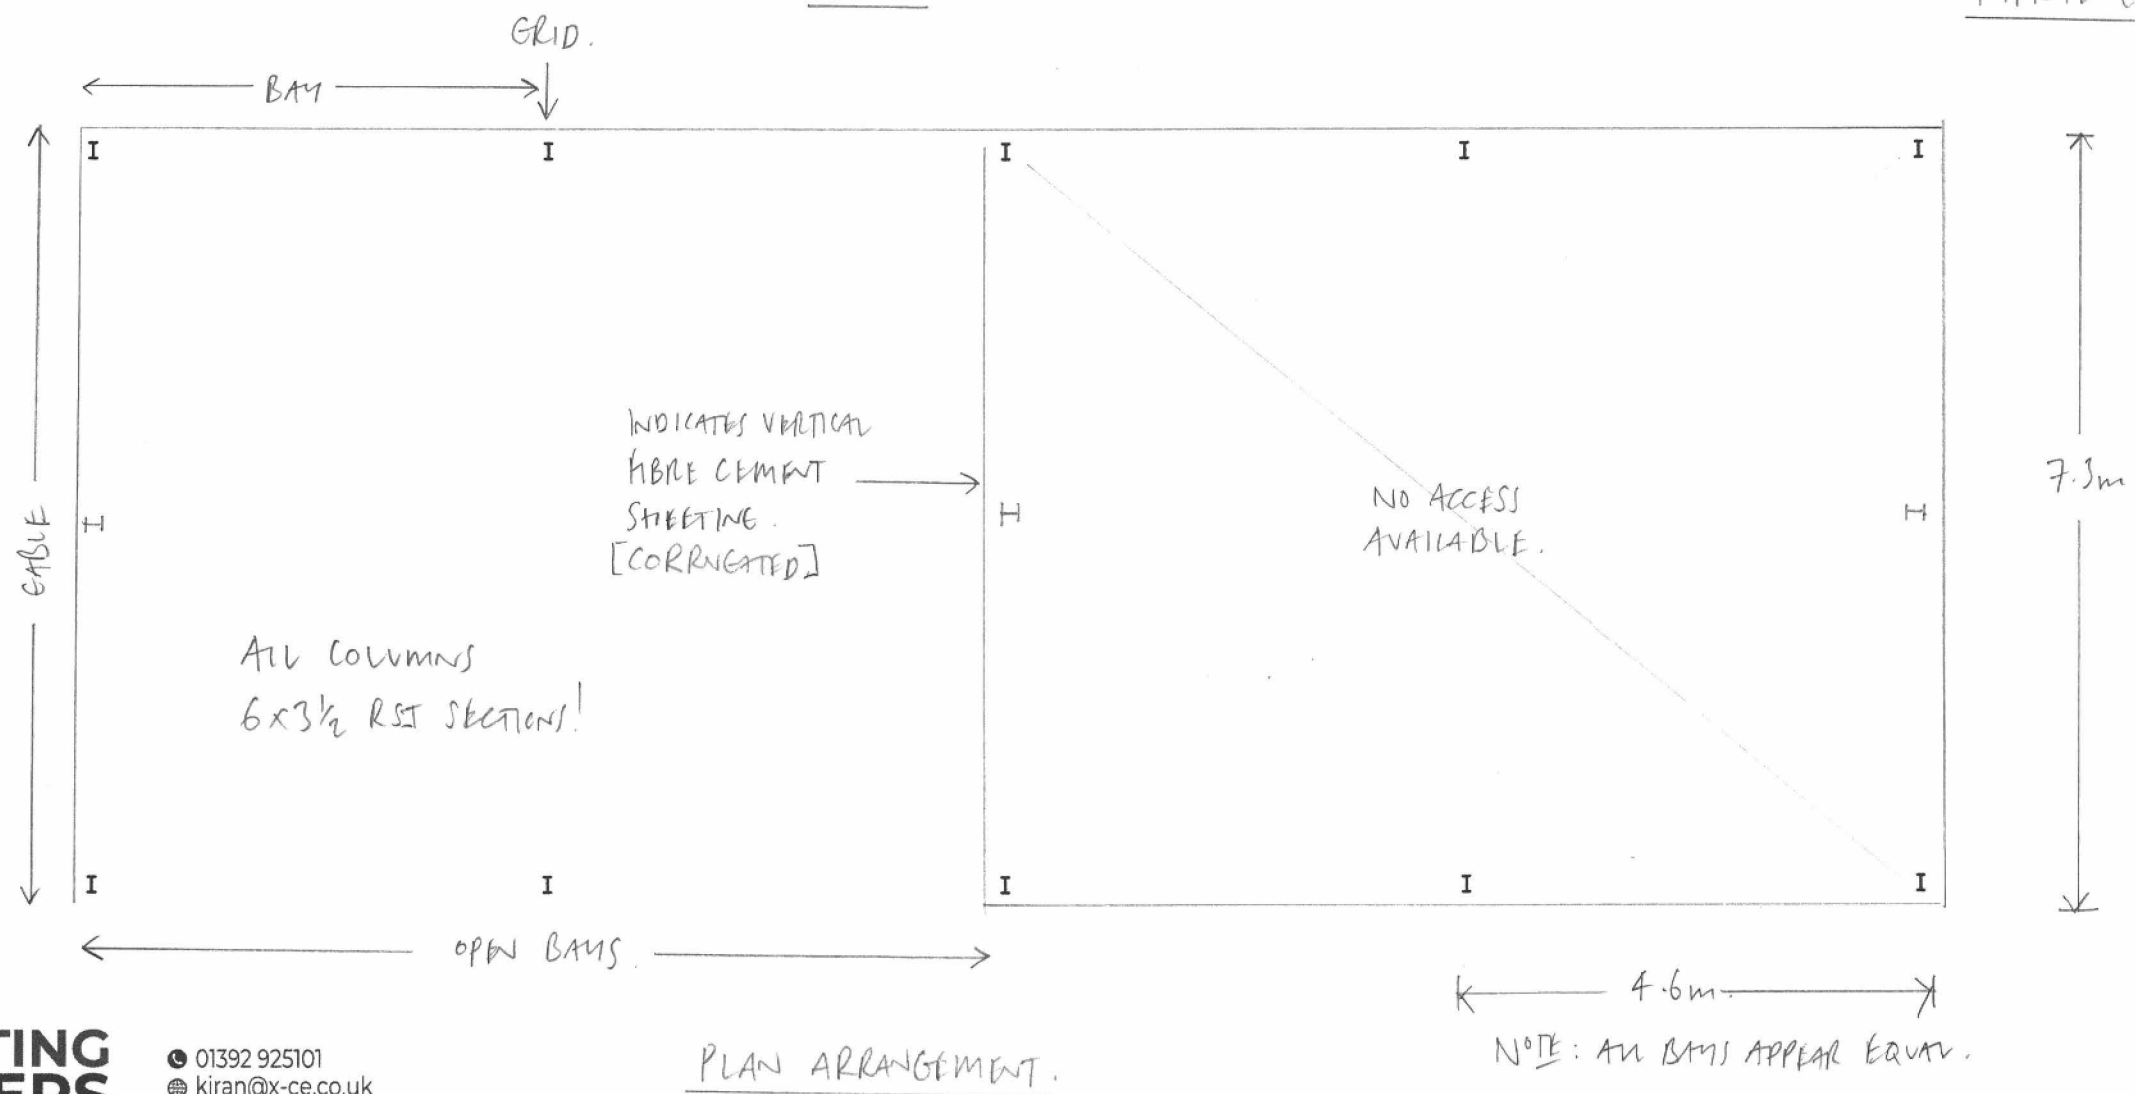 GRID.
BAY
I I I I I
GABLE
7.3m
INDICATES VERTICAL
FIBRE CEMENT
SHEETING.
[CORRUGATED]
NO ACCESS
AVAILABLE.
I I I
ALL COLUMNS
6x3½ RSJ SECTIONS!
I I I I I
OPEN BAYS.
4.6m.
NOTE: ALL BAYS APPEAR EQUAL.
PLAN ARRANGEMENT.
TING
ERS
01392 925101
kiran@x-ce.co.uk